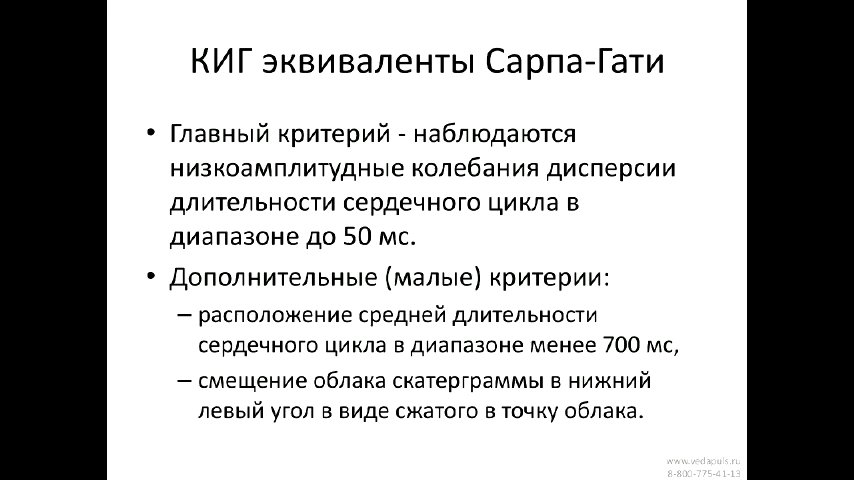 КИГ эквиваленты Сарпа-Гати
• Главный критерий - наблюдаются
низкоамплитудные колебания дисперсии
длительности сердечного цикла в
диапазоне до 50 мс.
• Дополнительные (малые) критерии:
– расположение средней длительности
сердечного цикла в диапазоне менее 700 мс,
– смещение облака скатерграммы в нижний
левый угол в виде сжатого в точку облака.
www.vedapuls.ru
8-800-775-41-13